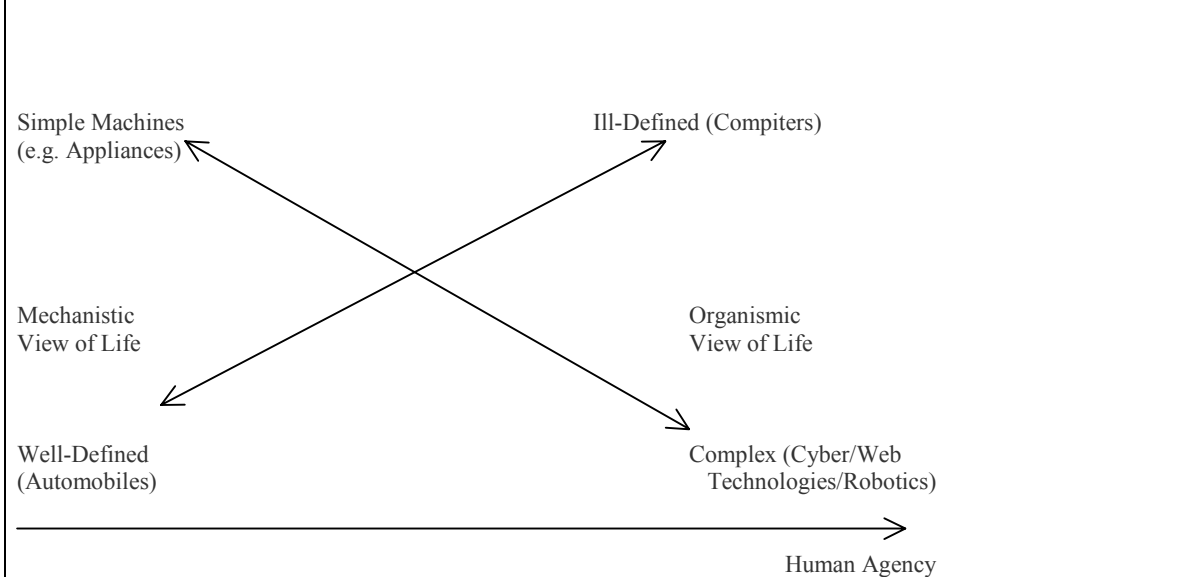 Simple Machines
(e.g. Appliances)
Ill-Defined (Compiters)
Mechanistic
View of Life
Organismic
View of Life
Well-Defined
(Automobiles)
Complex (Cyber/Web
Technologies/Robotics)
Human Agency